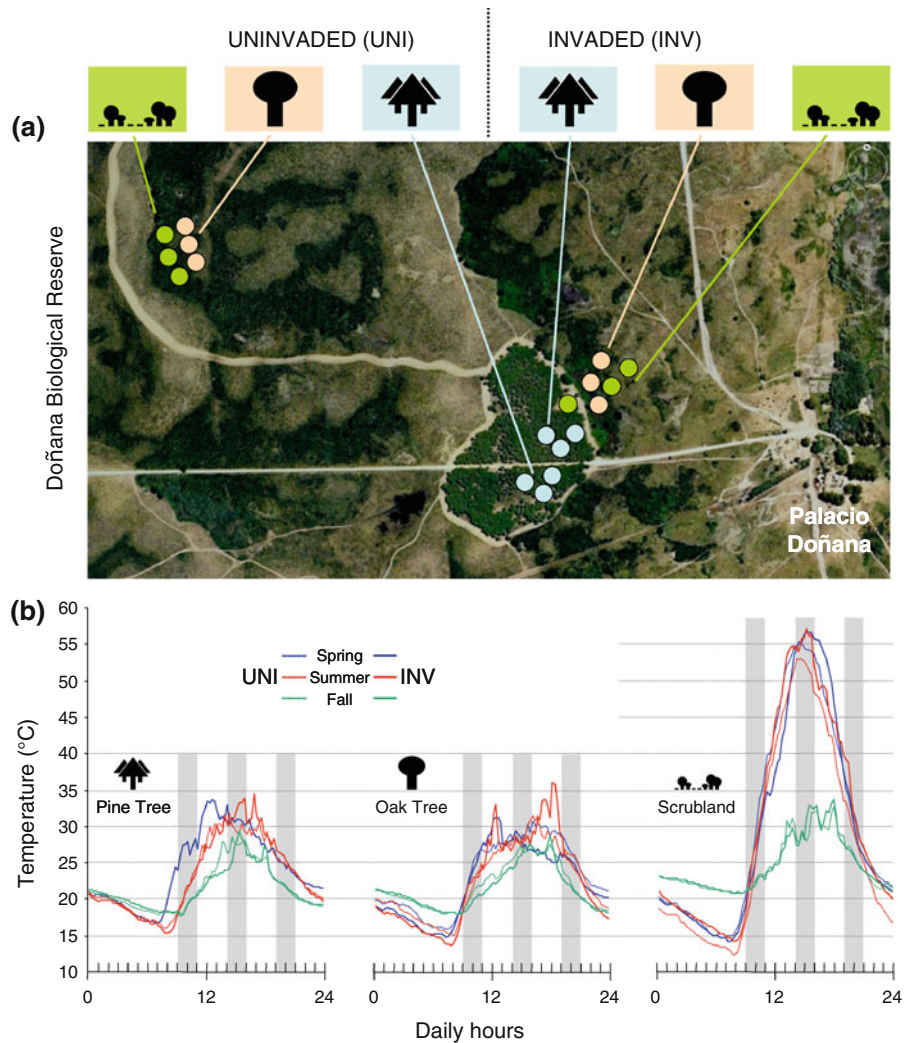 UNINVADED (UNI)
INVADED (INV)
(a)
Doñana Biological Reserve
Palacio
Doñana
(b)
60
55
50
45
40
35
30
25
20
15
10
Temperature (°C)
Spring
UNI Summer INV
Fall
Pine Tree
Oak Tree
Scrubland
0 12 24 0 12 24 0 12 24
Daily hours